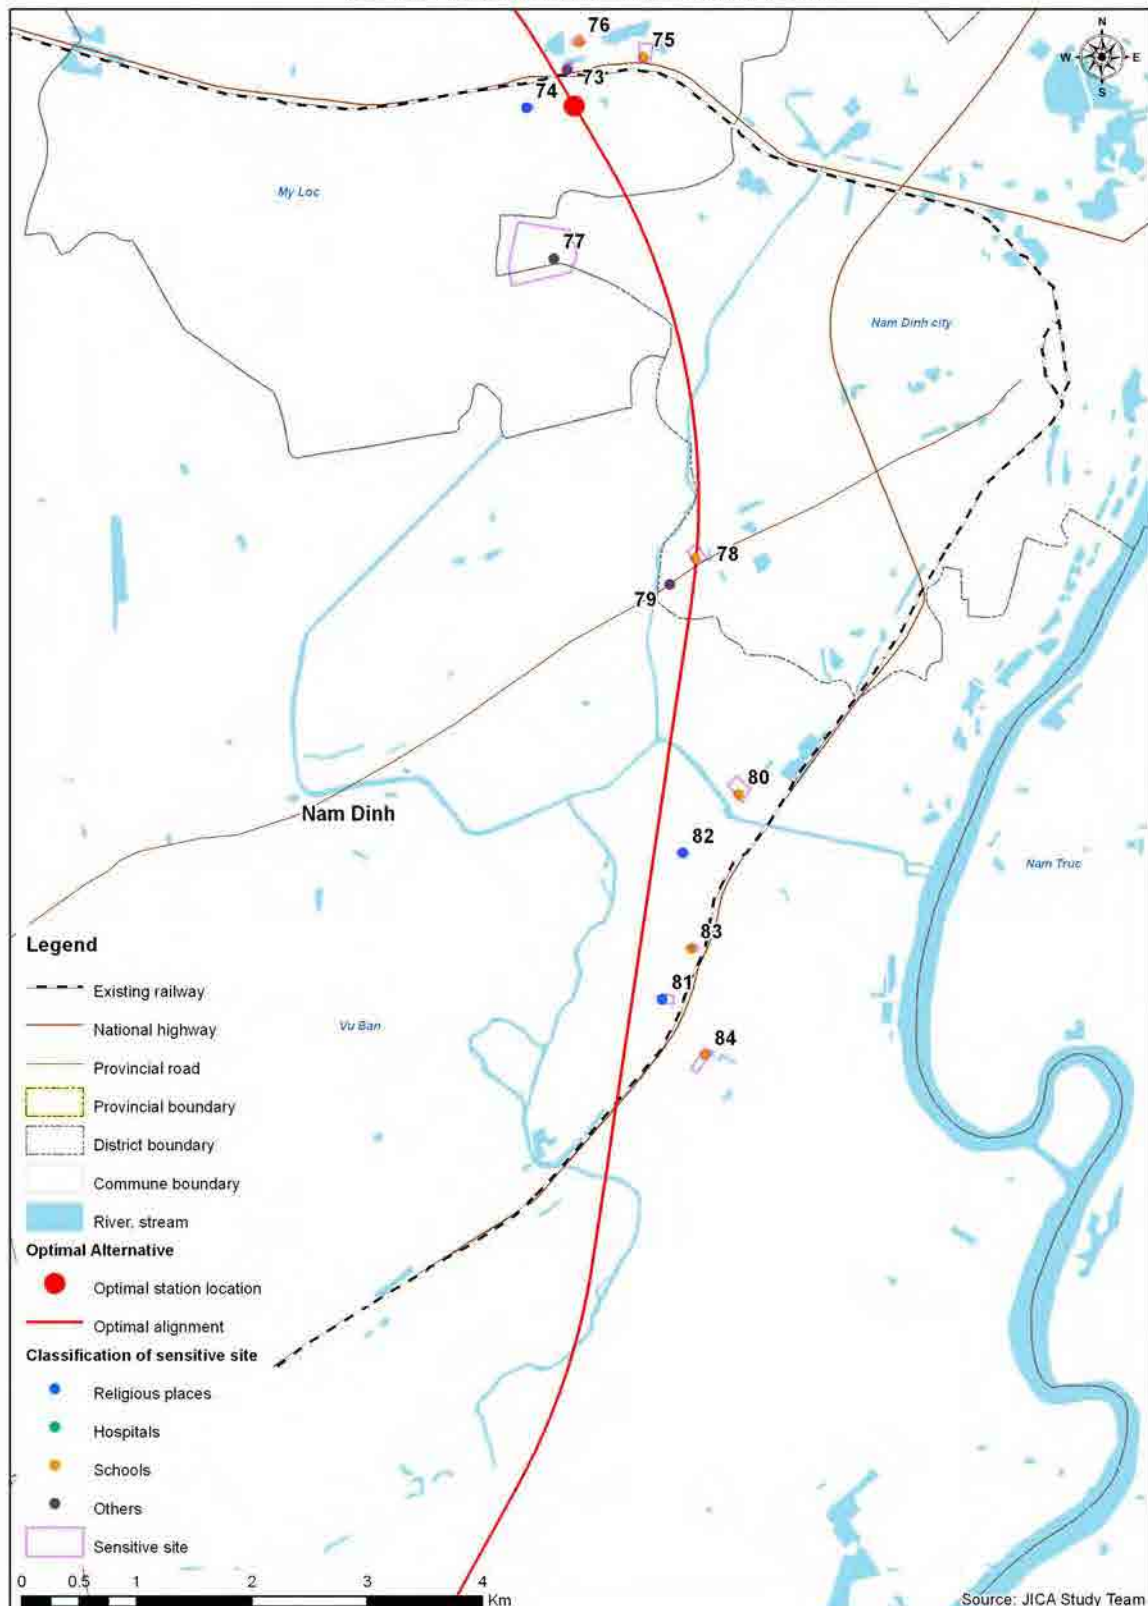 N
W E
S
76
75
73
74
My Loc
77
Nam Dinh city
78
79
80
Nam Dinh
82
Nam Truc
83
81
Vu Ban
84
Legend
Existing railway
National highway
Provincial road
Provincial boundary
District boundary
Commune boundary
River. stream
Optimal Alternative
Optimal station location
Optimal alignment
Classification of sensitive site
Religious places
Hospitals
Schools
Others
Sensitive site
0 0.5 1 2 3 4
Km
Source: JICA Study Team